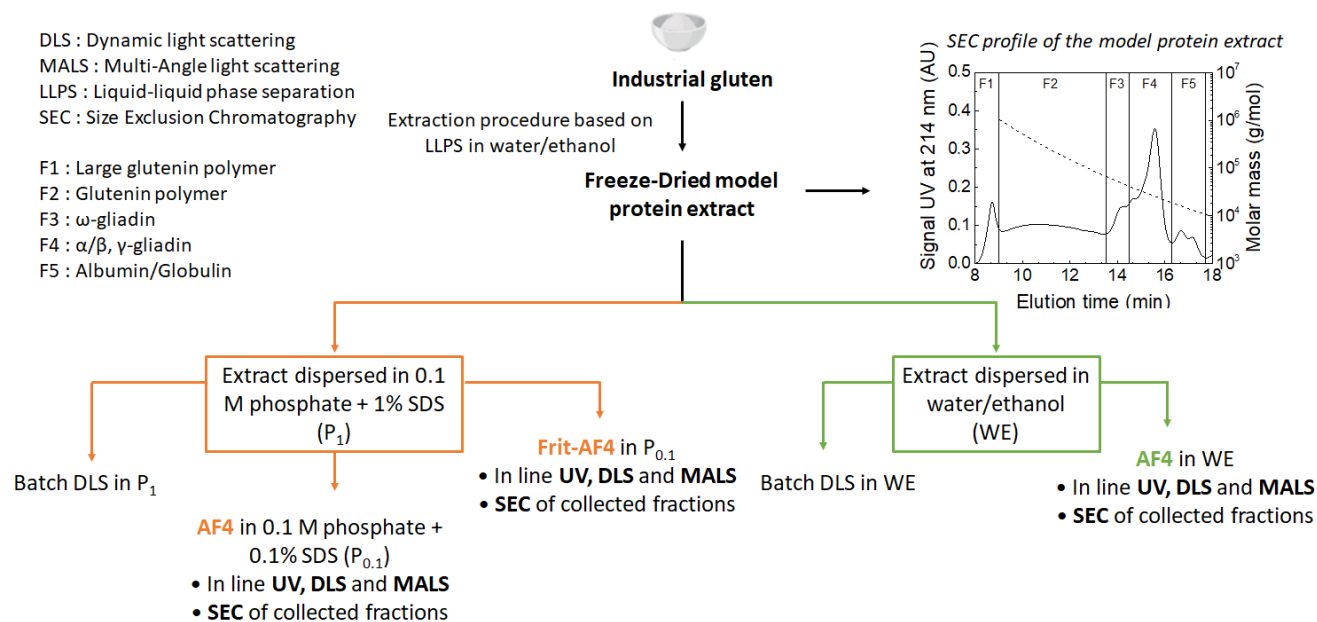 DLS : Dynamic light scattering
MALS : Multi-Angle light scattering
LLPS : Liquid-liquid phase separation
SEC : Size Exclusion Chromatography
F1 : Large glutenin polymer
F2 : Glutenin polymer
F3 : ω-gliadin
F4 : α/β, γ-gliadin
F5 : Albumin/Globulin
Industrial gluten
Extraction procedure based on
LLPS in water/ethanol
Freeze-Dried model
protein extract
SEC profile of the model protein extract
Signal UV at 214 nm (AU)
0.5
0.4
0.3
0.2
0.1
0.0
F1
F2
F3
F4
F5
10⁷
10⁶
10⁵
10⁴
10³
Molar mass (g/mol)
8
10
12
14
16
18
Elution time (min)
Extract dispersed in 0.1
M phosphate + 1% SDS
(P₁)
Batch DLS in P₁
AF4 in 0.1 M phosphate +
0.1% SDS (P₀.₁)
• In line UV, DLS and MALS
• SEC of collected fractions
Frit-AF4 in P₀.₁
• In line UV, DLS and MALS
• SEC of collected fractions
Extract dispersed in
water/ethanol
(WE)
Batch DLS in WE
AF4 in WE
• In line UV, DLS and MALS
• SEC of collected fractions